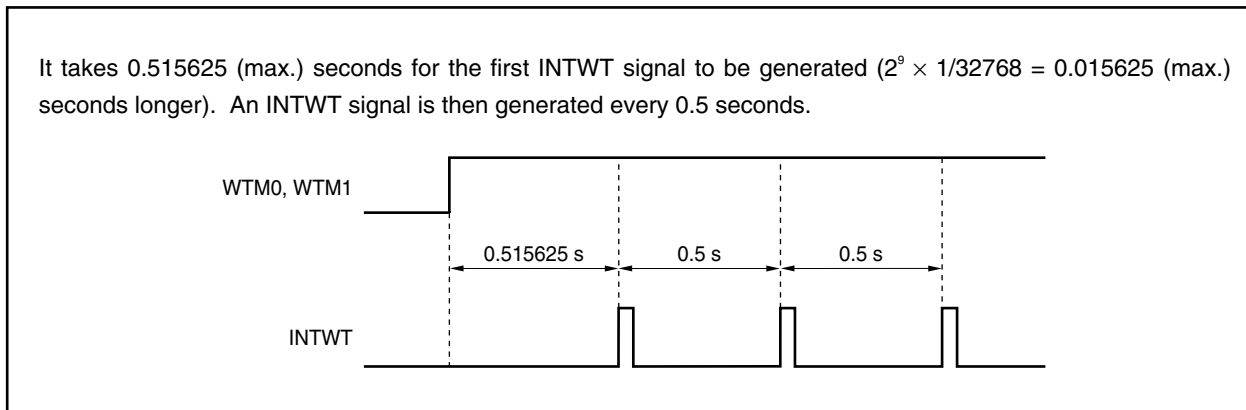 It takes 0.515625 (max.) seconds for the first INTWT signal to be generated (2⁹ × 1/32768 = 0.015625 (max.)
seconds longer). An INTWT signal is then generated every 0.5 seconds.
WTM0, WTM1
0.515625 s 0.5 s 0.5 s
INTWT